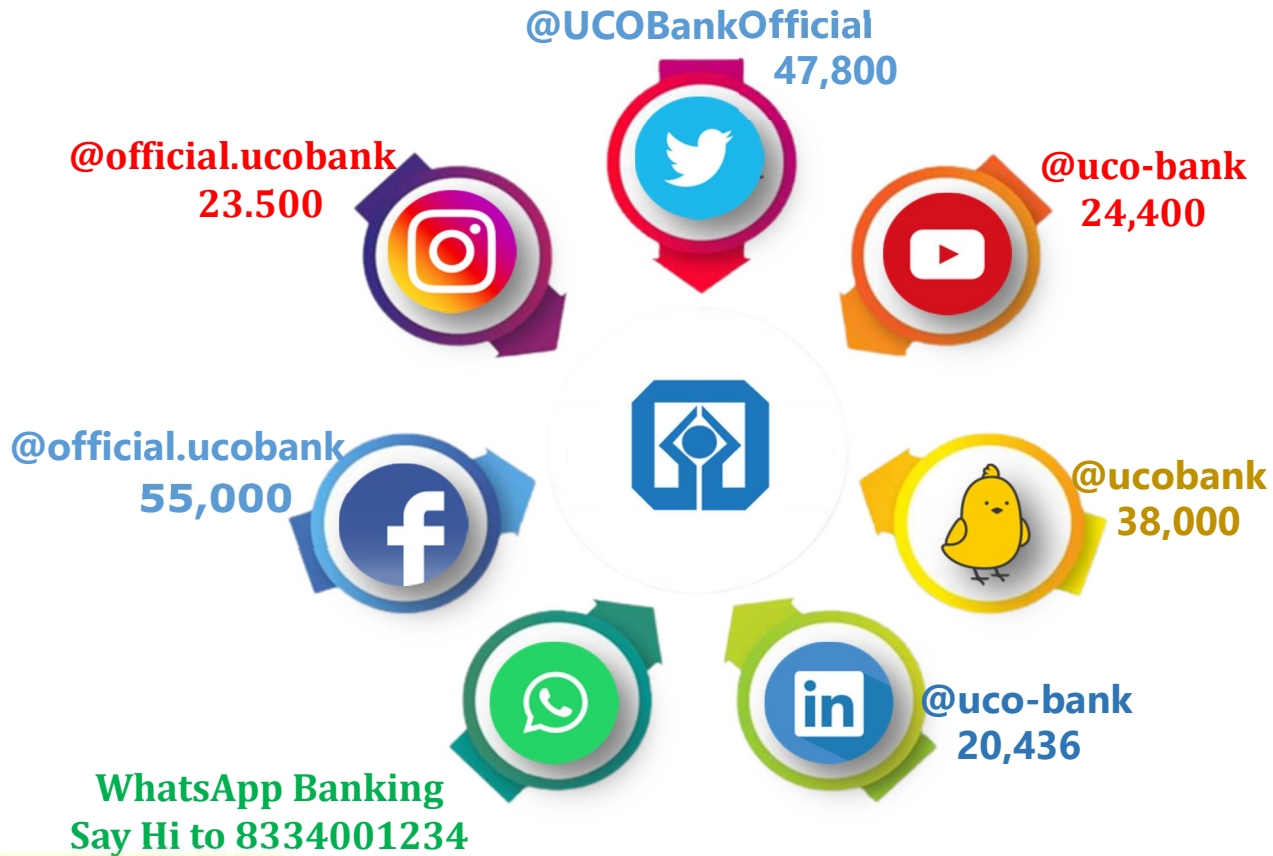 @UCOBankOfficial
47,800
@official.ucobank
23.500
@uco-bank
24,400
@official.ucobank
55,000
@ucobank
38,000
in
@uco-bank
20,436
WhatsApp Banking
Say Hi to 8334001234